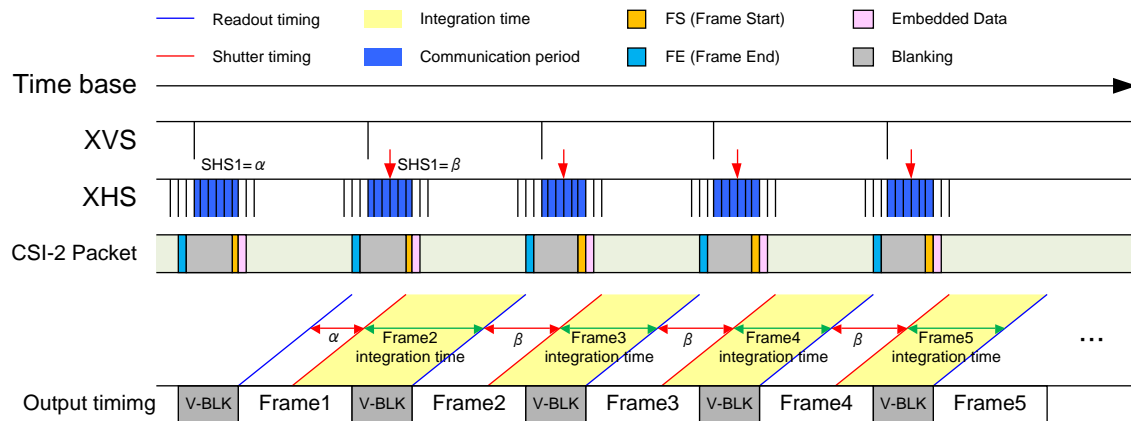 Readout timing
Integration time
FS (Frame Start)
Embedded Data
Shutter timing
Communication period
FE (Frame End)
Blanking
Time base
XVS
SHS1= α
SHS1= β
XHS
CSI-2 Packet
α
Frame2
integration time
β
Frame3
integration time
β
Frame4
integration time
β
Frame5
integration time
...
Output timimg
V-BLK
Frame1
V-BLK
Frame2
V-BLK
Frame3
V-BLK
Frame4
V-BLK
Frame5